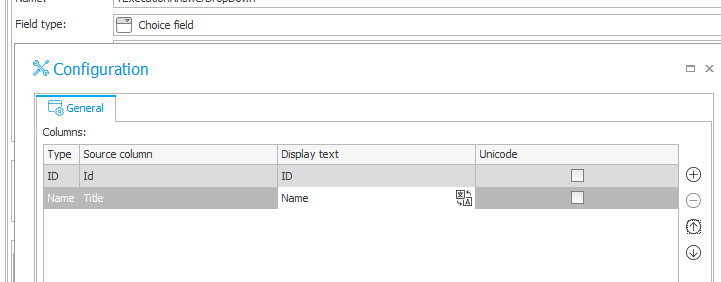 Name:
Field type:
Choice field
Configuration
General
Columns:
Type Source column Display text Unicode
ID Id ID
Name Title Name